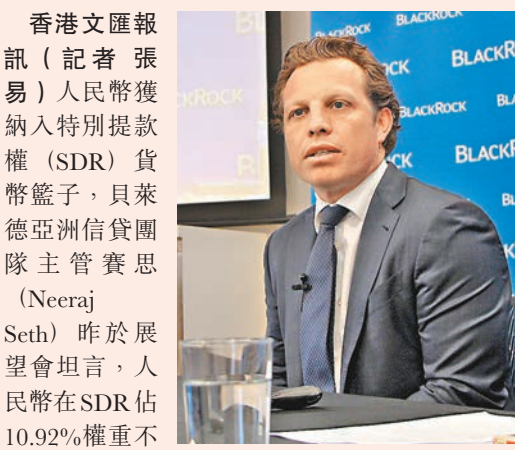 香港文匯報
訊（記者 張
易）人民幣獲
納入特別提款
權（SDR）貨
幣籃子，貝萊
德亞洲信貸團
隊主管賽思
（Neeraj
Seth）昨於展
望會坦言，人
民幣在SDR佔
10.92%權重不
BLACKROCK
BLACKROCK
BLACKROCK